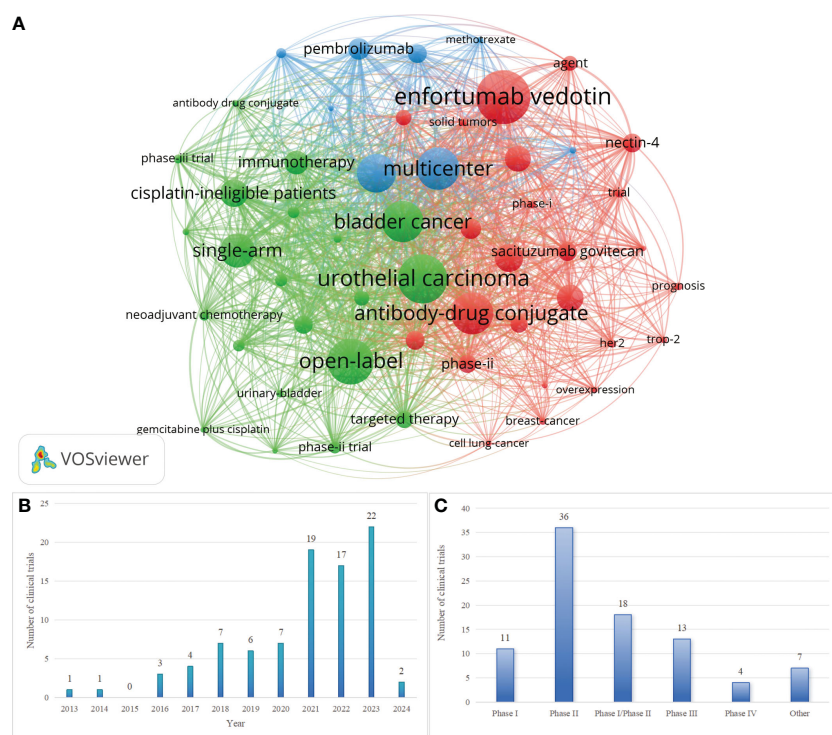 A
methotrexate
pembrolizumab
agent
enfortumab vedotin
antibody drug conjugate
solid tumors
nectin-4
phase-iii trial
immunotherapy
multicenter
cisplatin-ineligible patients
trial
phase-i
bladder cancer
single-arm
sacituzumab govitecan
urothelial carcinoma
prognosis
neoadjuvant chemotherapy
antibody-drug conjugate
her2
trop-2
open-label
phase-ii
urinary-bladder
overexpression
targeted therapy
breast-cancer
gemcitabine plus cisplatin
phase-ii trial
cell lung-cancer
VOSviewer
B
Number of clinical trials
25
20
15
10
5
0
1
1
0
3
4
7
6
7
19
17
22
2
2013
2014
2015
2016
2017
2018
2019
2020
2021
2022
2023
2024
Year
C
Number of clinical trials
40
35
30
25
20
15
10
5
0
11
36
18
13
4
7
Phase I
Phase II
Phase I/Phase II
Phase III
Phase IV
Other